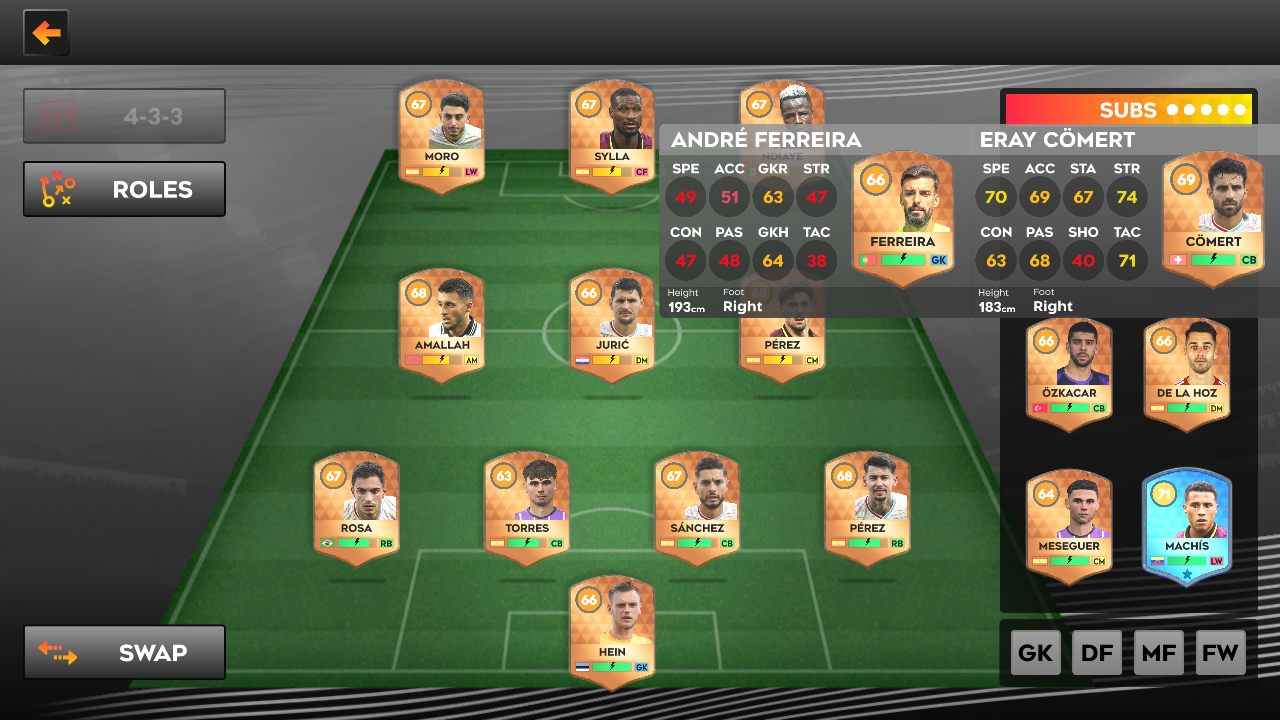 4-3-3
ROLES
67
MORO
LW
67
SYLLA
CF
67
NDIAYE
SUBS
ANDRÉ FERREIRA
SPE ACC GKR STR
49 51 63 47
CON PAS GKH TAC
47 48 64 38
Height Foot
193cm Right
66
FERREIRA
GK
ERAY CÖMERT
SPE ACC STA STR
70 69 67 74
CON PAS SHO TAC
63 68 40 71
Height Foot
183cm Right
69
CÖMERT
CB
68
AMALLAH
AM
66
JURIĆ
DM
PÉREZ
CM
66
ÖZKACAR
CB
66
DE LA HOZ
DM
67
ROSA
RB
63
TORRES
CB
67
SÁNCHEZ
CB
68
PÉREZ
RB
64
MESEGUER
CM
71
MACHÍS
LW
66
HEIN
GK
SWAP
GK DF MF FW